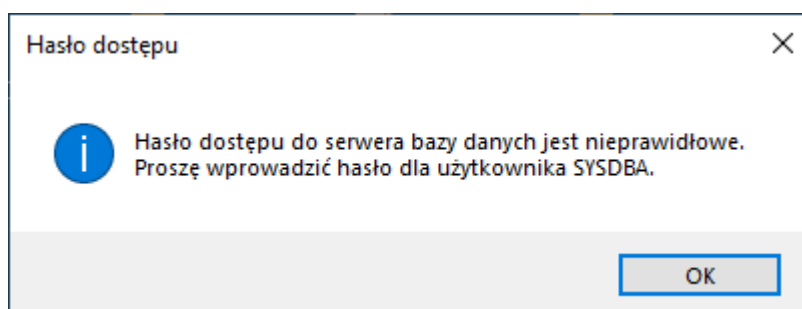 Hasło dostępu
Hasło dostępu do serwera bazy danych jest nieprawidłowe.
Proszę wprowadzić hasło dla użytkownika SYSDBA.
OK